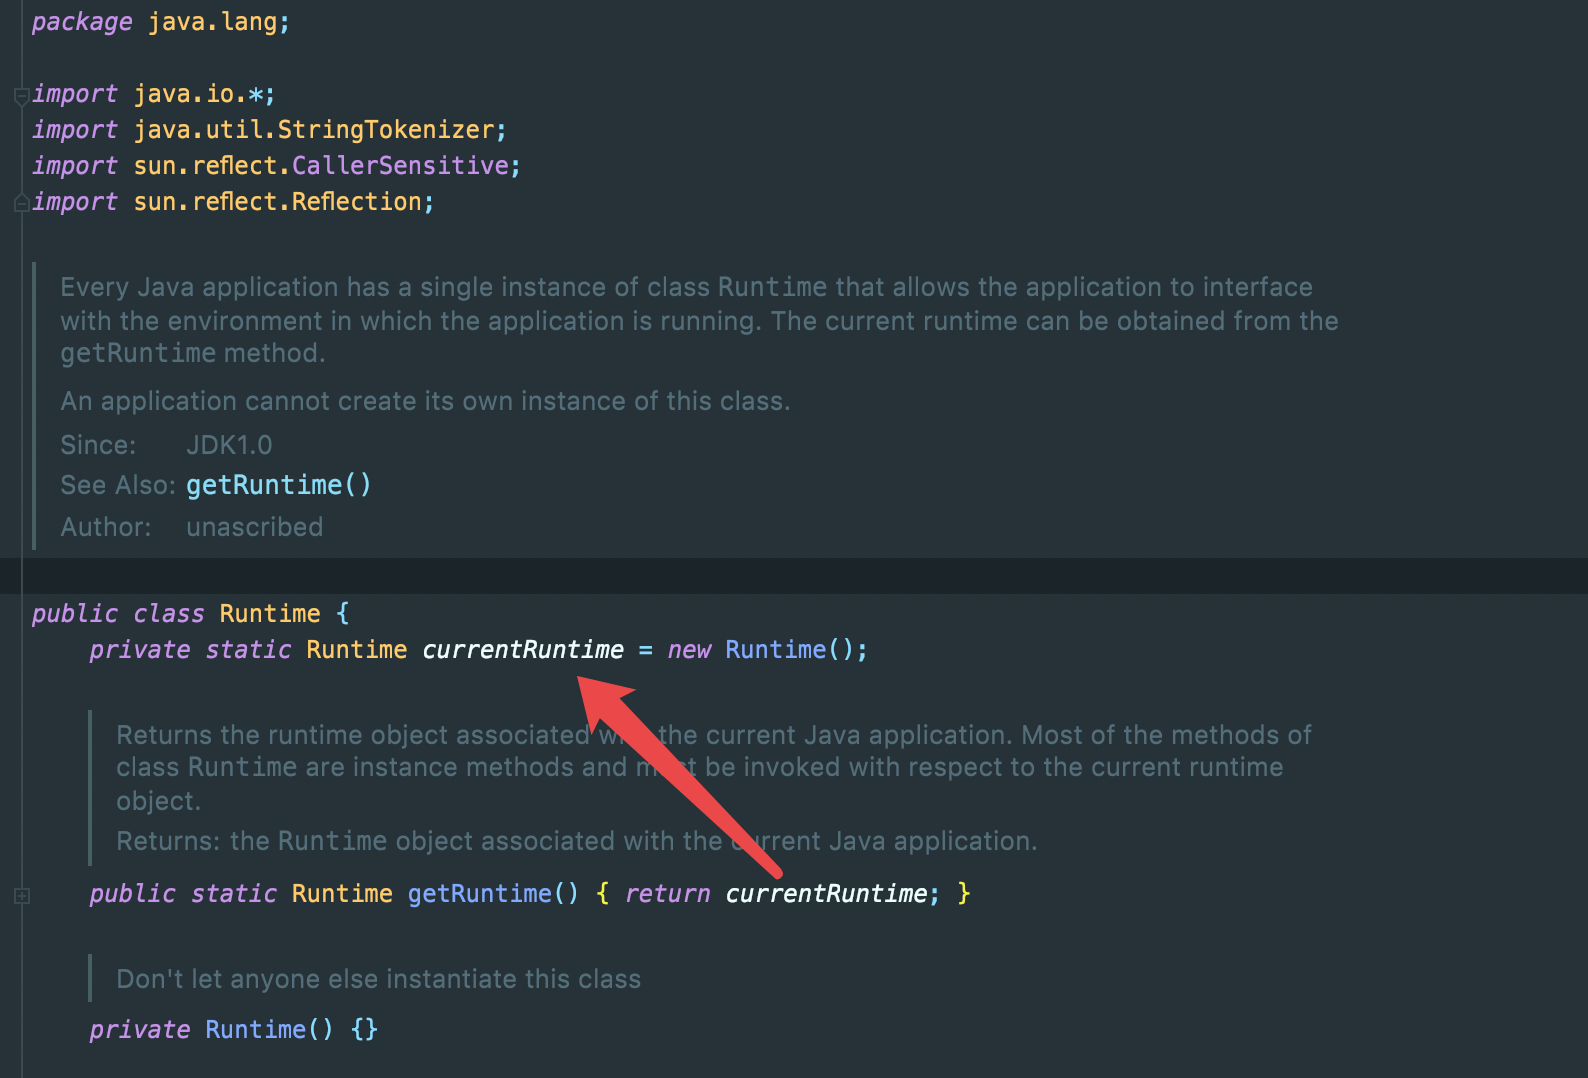 package java.lang;
import java.io.*;
import java.util.StringTokenizer;
import sun.reflect.CallerSensitive;
import sun.reflect.Reflection;
Every Java application has a single instance of class Runtime that allows the application to interface
with the environment in which the application is running. The current runtime can be obtained from the
getRuntime method.
An application cannot create its own instance of this class.
Since: JDK1.0
See Also: getRuntime()
Author: unascribed
public class Runtime {
private static Runtime currentRuntime = new Runtime();
Returns the runtime object associated the current Java application. Most of the methods of
class Runtime are instance methods and be invoked with respect to the current runtime
object.
Returns: the Runtime object associated with the current Java application.
public static Runtime getRuntime() { return currentRuntime; }
Don't let anyone else instantiate this class
private Runtime() {}